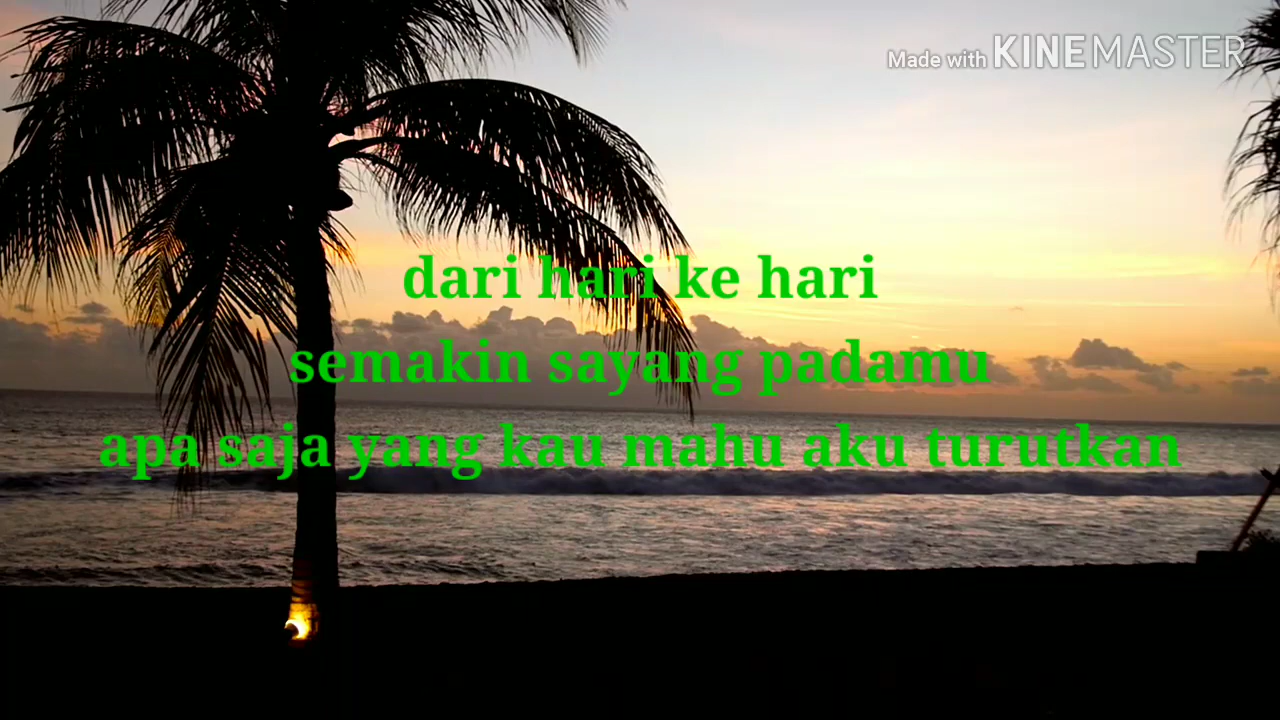 Made with KINEMASTER
dari hari ke hari
semakin sayang padamu
apa saja yang kau mahu aku turutkan